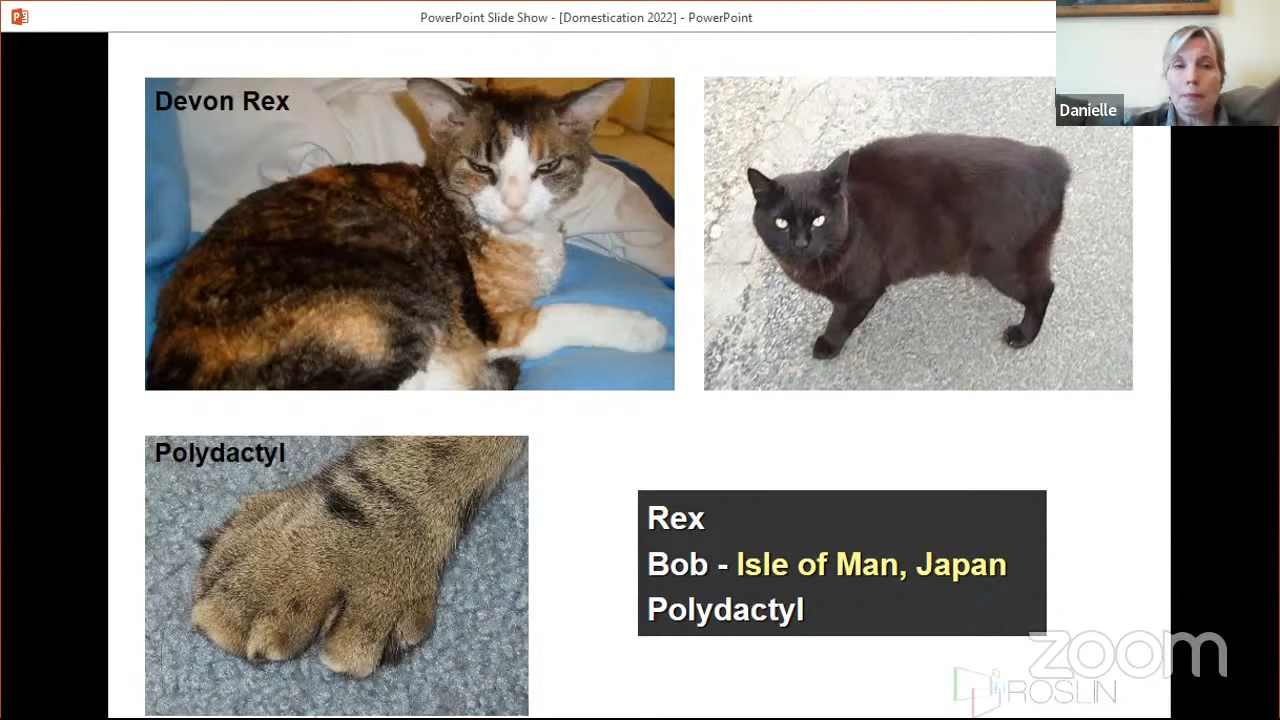 PowerPoint Slide Show - [Domestication 2022] - PowerPoint
Devon Rex
Danielle
Polydactyl
Rex
Bob - Isle of Man, Japan
Polydactyl
zoom
ROSLIN